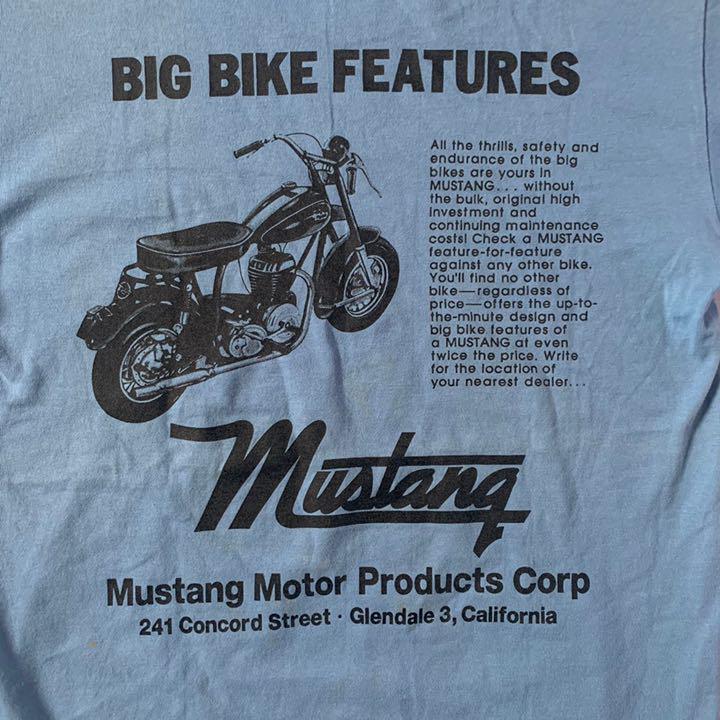 BIG BIKE FEATURES
All the thrills, safety and
endurance of the big
bikes are yours in
MUSTANG... without
the bulk, original high
investment and
continuing maintenance
costs! Check a MUSTANG
feature-for-feature
against any other bike.
You'll find no other
bike—regardless of
price—offers the up-to-
the-minute design and
big bike features of
a MUSTANG at even
twice the price. Write
for the location of
your nearest dealer...
Mustang
Mustang Motor Products Corp
241 Concord Street · Glendale 3, California